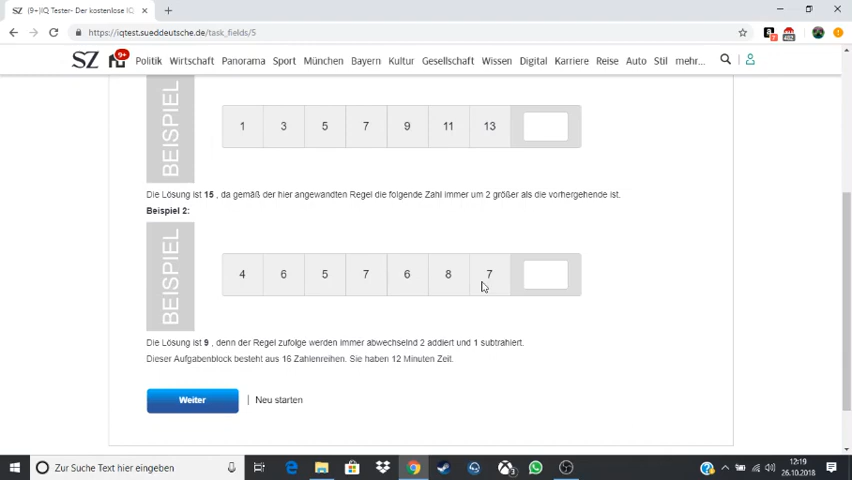 SZ (9+)IQ Tester- Der kostenlose IC
https://iqtest.sueddeutsche.de/task_fields/5
SZ 9+ Politik Wirtschaft Panorama Sport München Bayern Kultur Gesellschaft Wissen Digital Karriere Reise Auto Stil mehr...
BEISPIEL
1 3 5 7 9 11 13
Die Lösung ist 15 , da gemäß der hier angewandten Regel die folgende Zahl immer um 2 größer als die vorhergehende ist.
Beispiel 2:
BEISPIEL
4 6 5 7 6 8 7
Die Lösung ist 9 , denn der Regel zufolge werden immer abwechselnd 2 addiert und 1 subtrahiert.
Dieser Aufgabenblock besteht aus 16 Zahlenreihen. Sie haben 12 Minuten Zeit.
Weiter | Neu starten
Zur Suche Text hier eingeben
12:19
26.10.2018